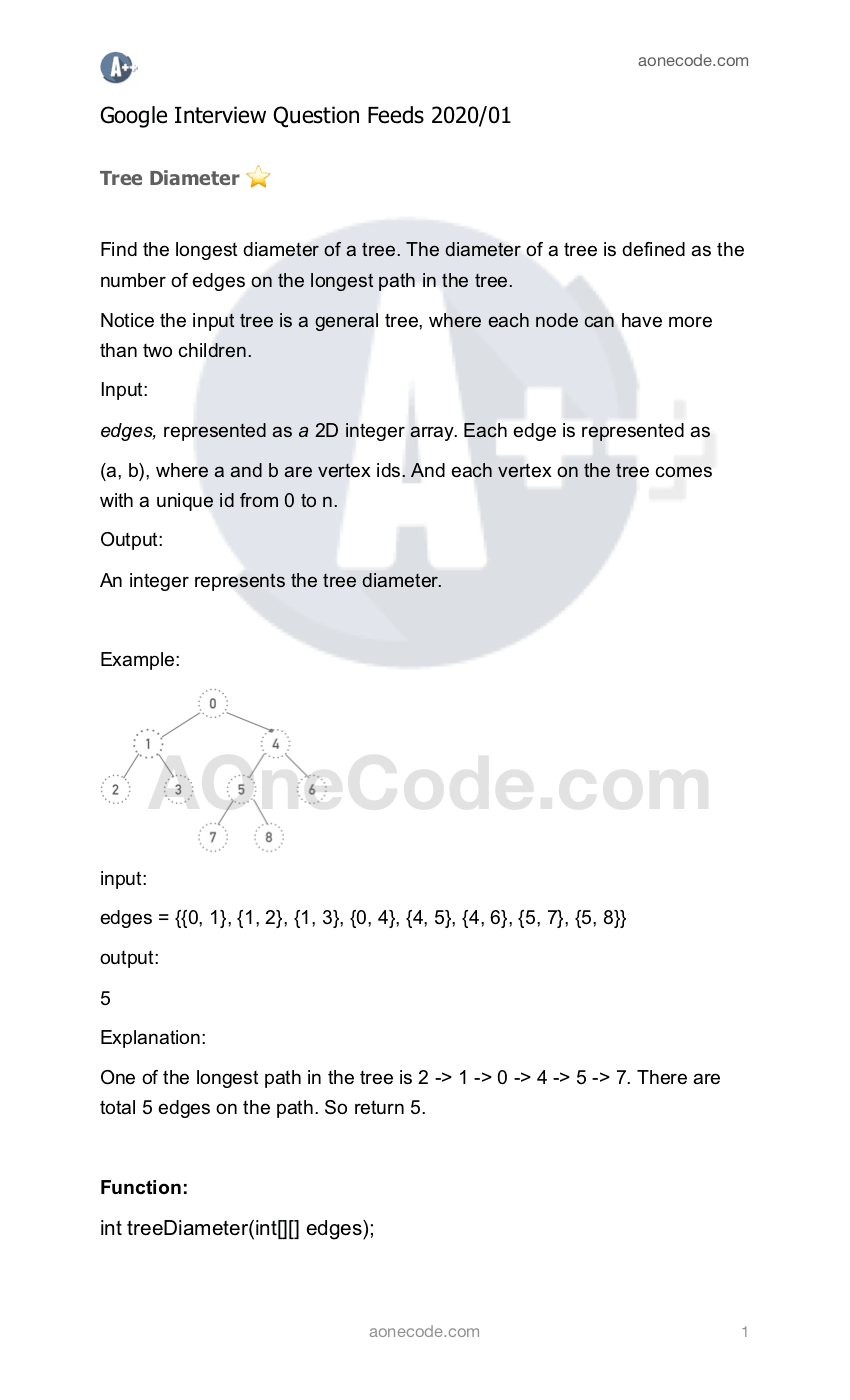 A++
aonecode.com
Google Interview Question Feeds 2020/01
Tree Diameter
Find the longest diameter of a tree. The diameter of a tree is defined as the
number of edges on the longest path in the tree.
Notice the input tree is a general tree, where each node can have more
than two children.
Input:
edges, represented as a 2D integer array. Each edge is represented as
(a, b), where a and b are vertex ids. And each vertex on the tree comes
with a unique id from 0 to n.
Output:
An integer represents the tree diameter.
A++
Example:
0
1 4
2 3 5 6
AOneCode.com
7 8
input:
edges = {{0, 1}, {1, 2}, {1, 3}, {0, 4}, {4, 5}, {4, 6}, {5, 7}, {5, 8}}
output:
5
Explanation:
One of the longest path in the tree is 2 -> 1 -> 0 -> 4 -> 5 -> 7. There are
total 5 edges on the path. So return 5.
Function:
int treeDiameter(int[][] edges);
aonecode.com 1